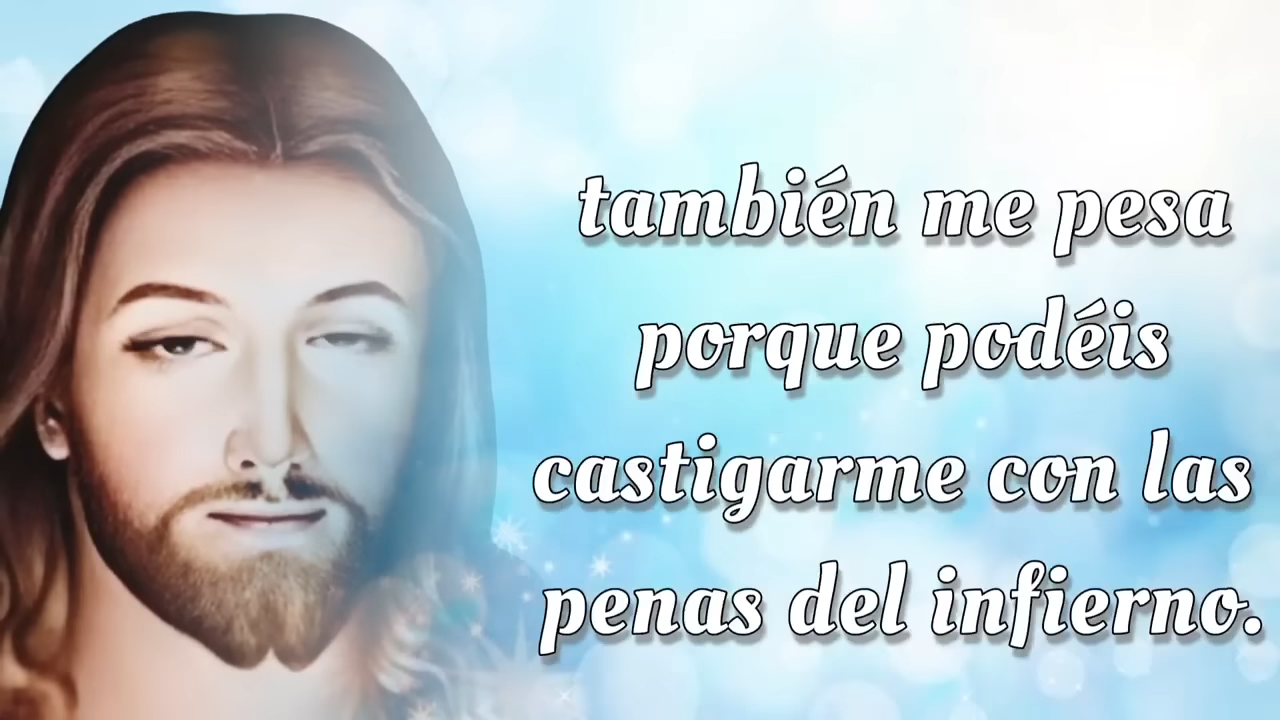 también me pesa
porque podéis
castigarme con las
penas del infierno.